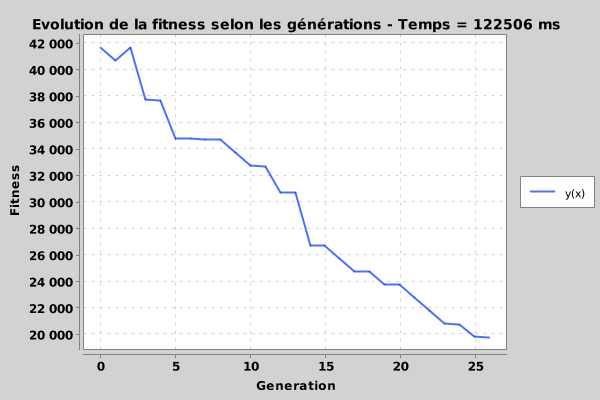 Evolution de la fitness selon les générations - Temps = 122506 ms
42 000
40 000
38 000
36 000
34 000
32 000
30 000
28 000
26 000
24 000
22 000
20 000
Fitness
0 5 10 15 20 25
Generation
y(x)